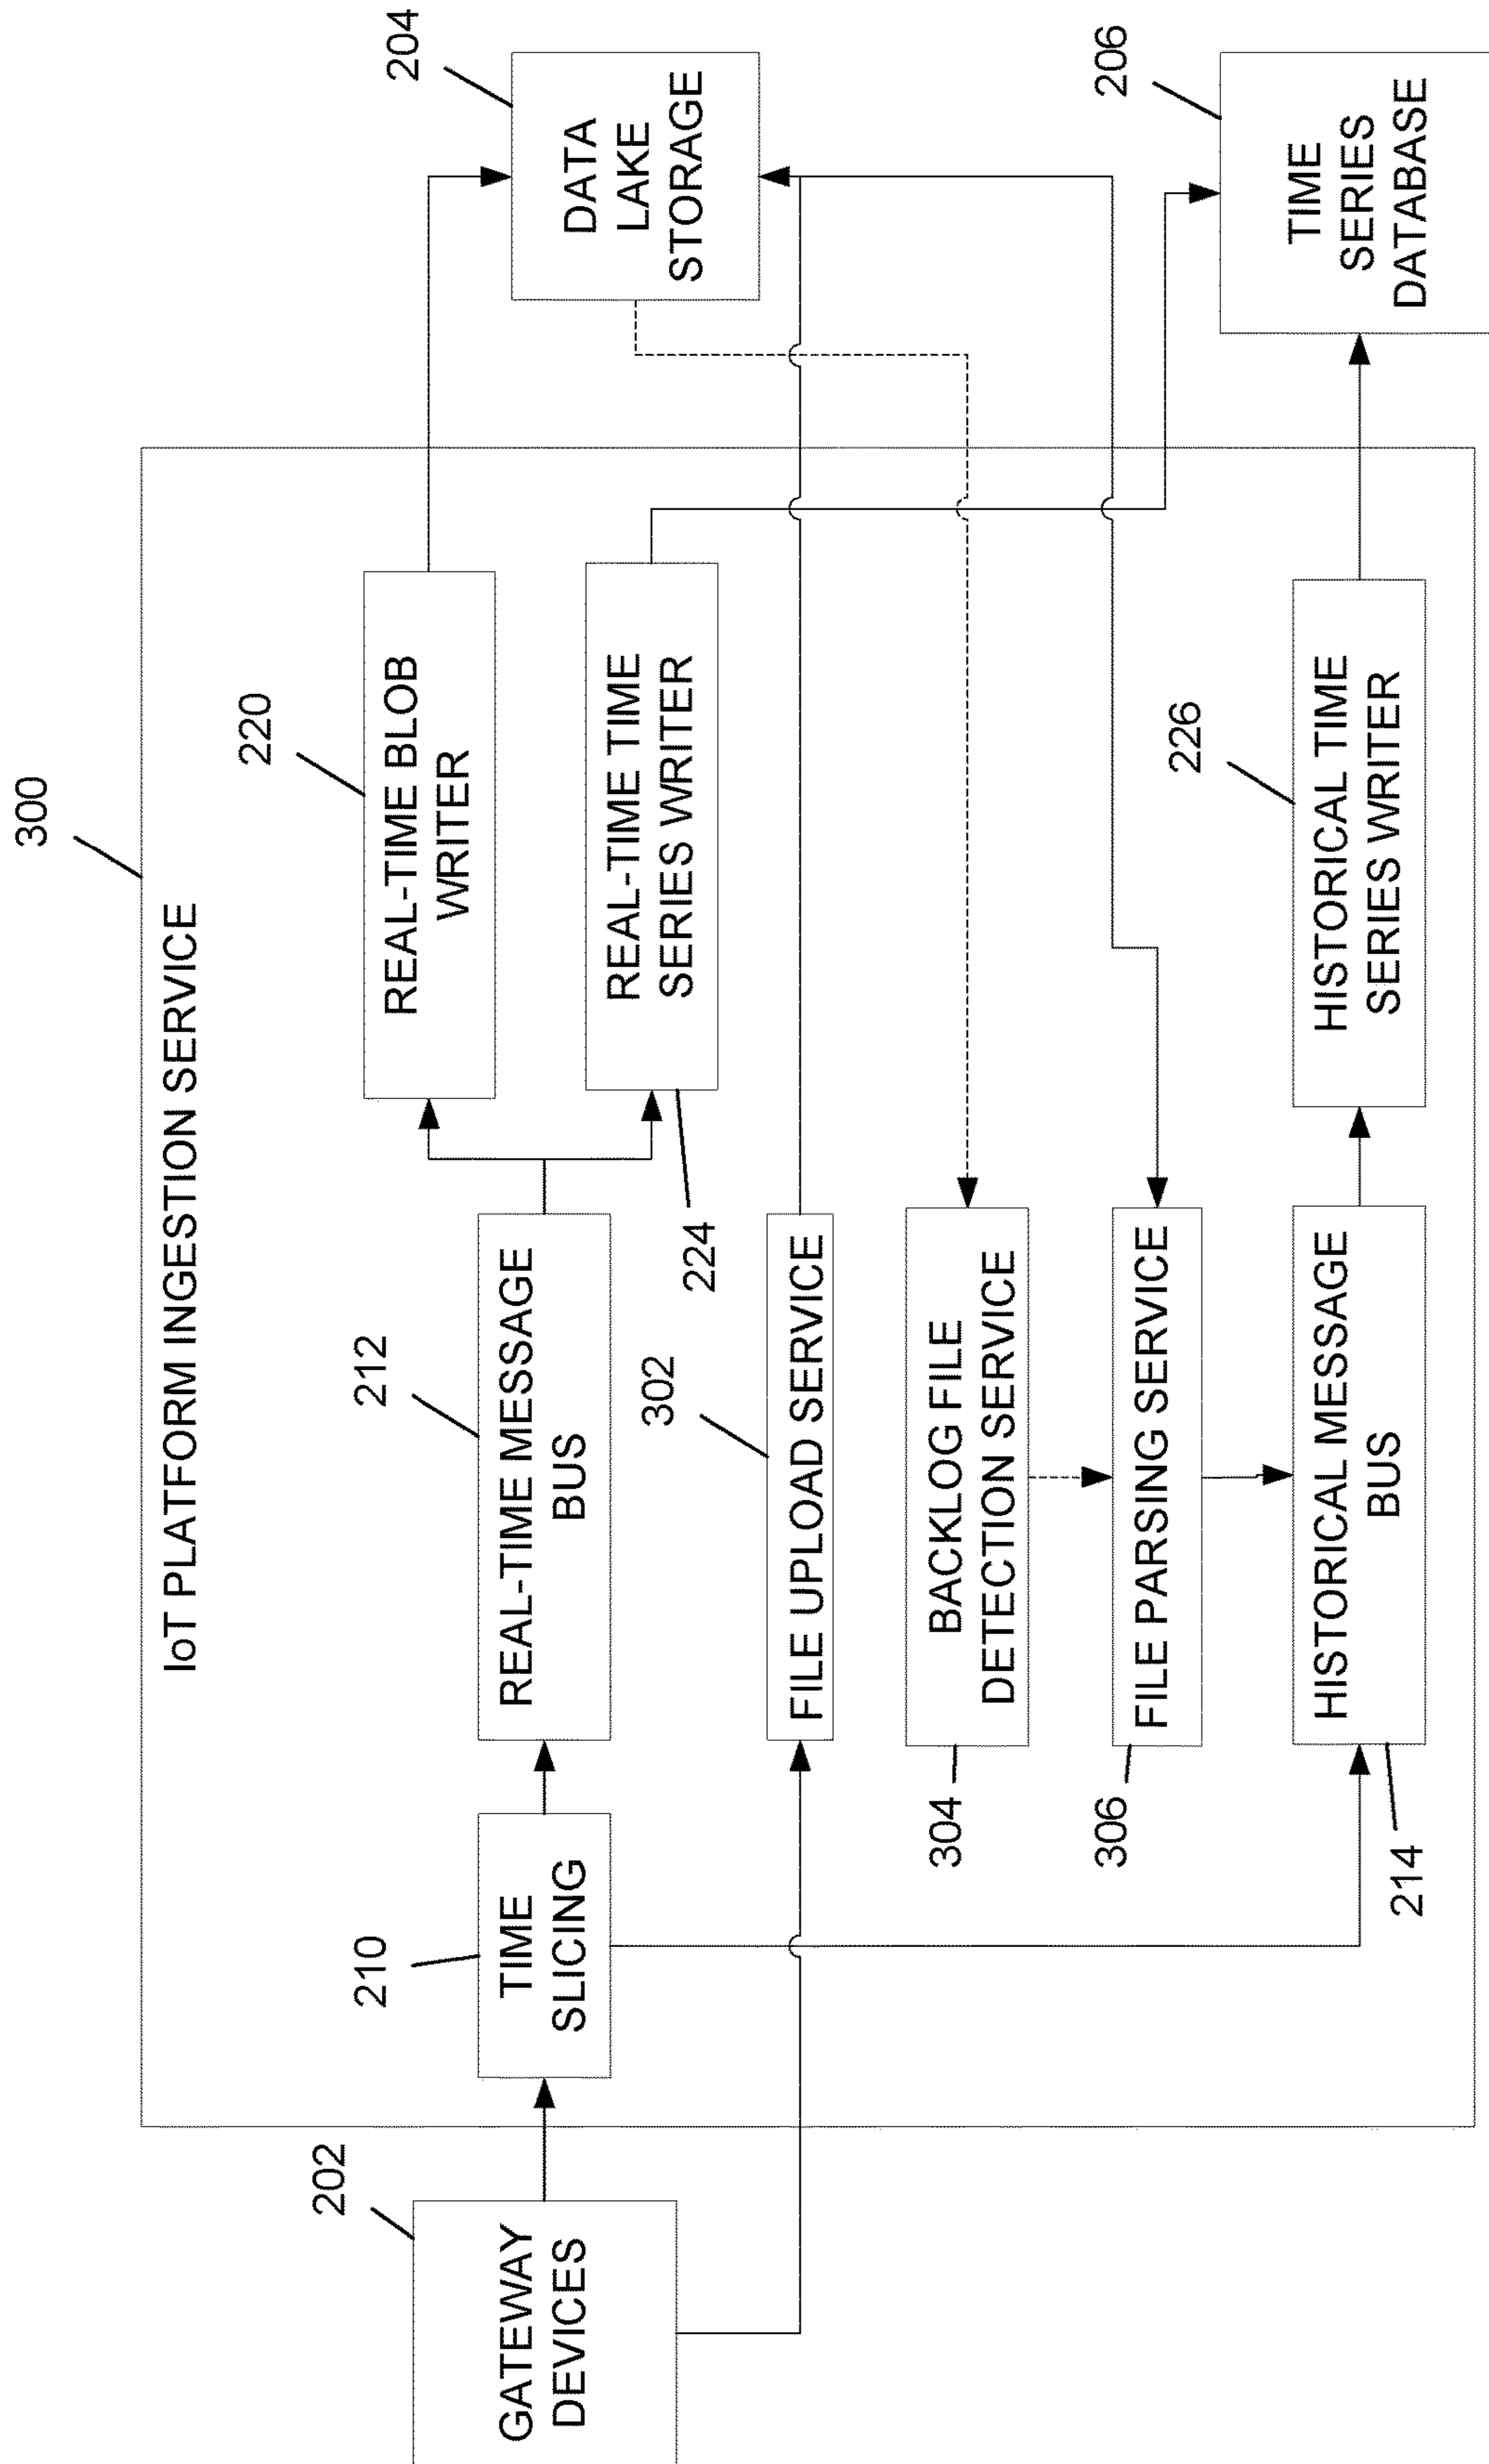 300
IoT PLATFORM INGESTION SERVICE
202
GATEWAY
DEVICES
210
TIME
SLICING
212
REAL-TIME MESSAGE
BUS
220
REAL-TIME BLOB
WRITER
REAL-TIME TIME
SERIES WRITER
224
204
DATA
LAKE
STORAGE
302
FILE UPLOAD SERVICE
304
BACKLOG FILE
DETECTION SERVICE
306
FILE PARSING SERVICE
214
HISTORICAL MESSAGE
BUS
226
HISTORICAL TIME
SERIES WRITER
206
TIME
SERIES
DATABASE